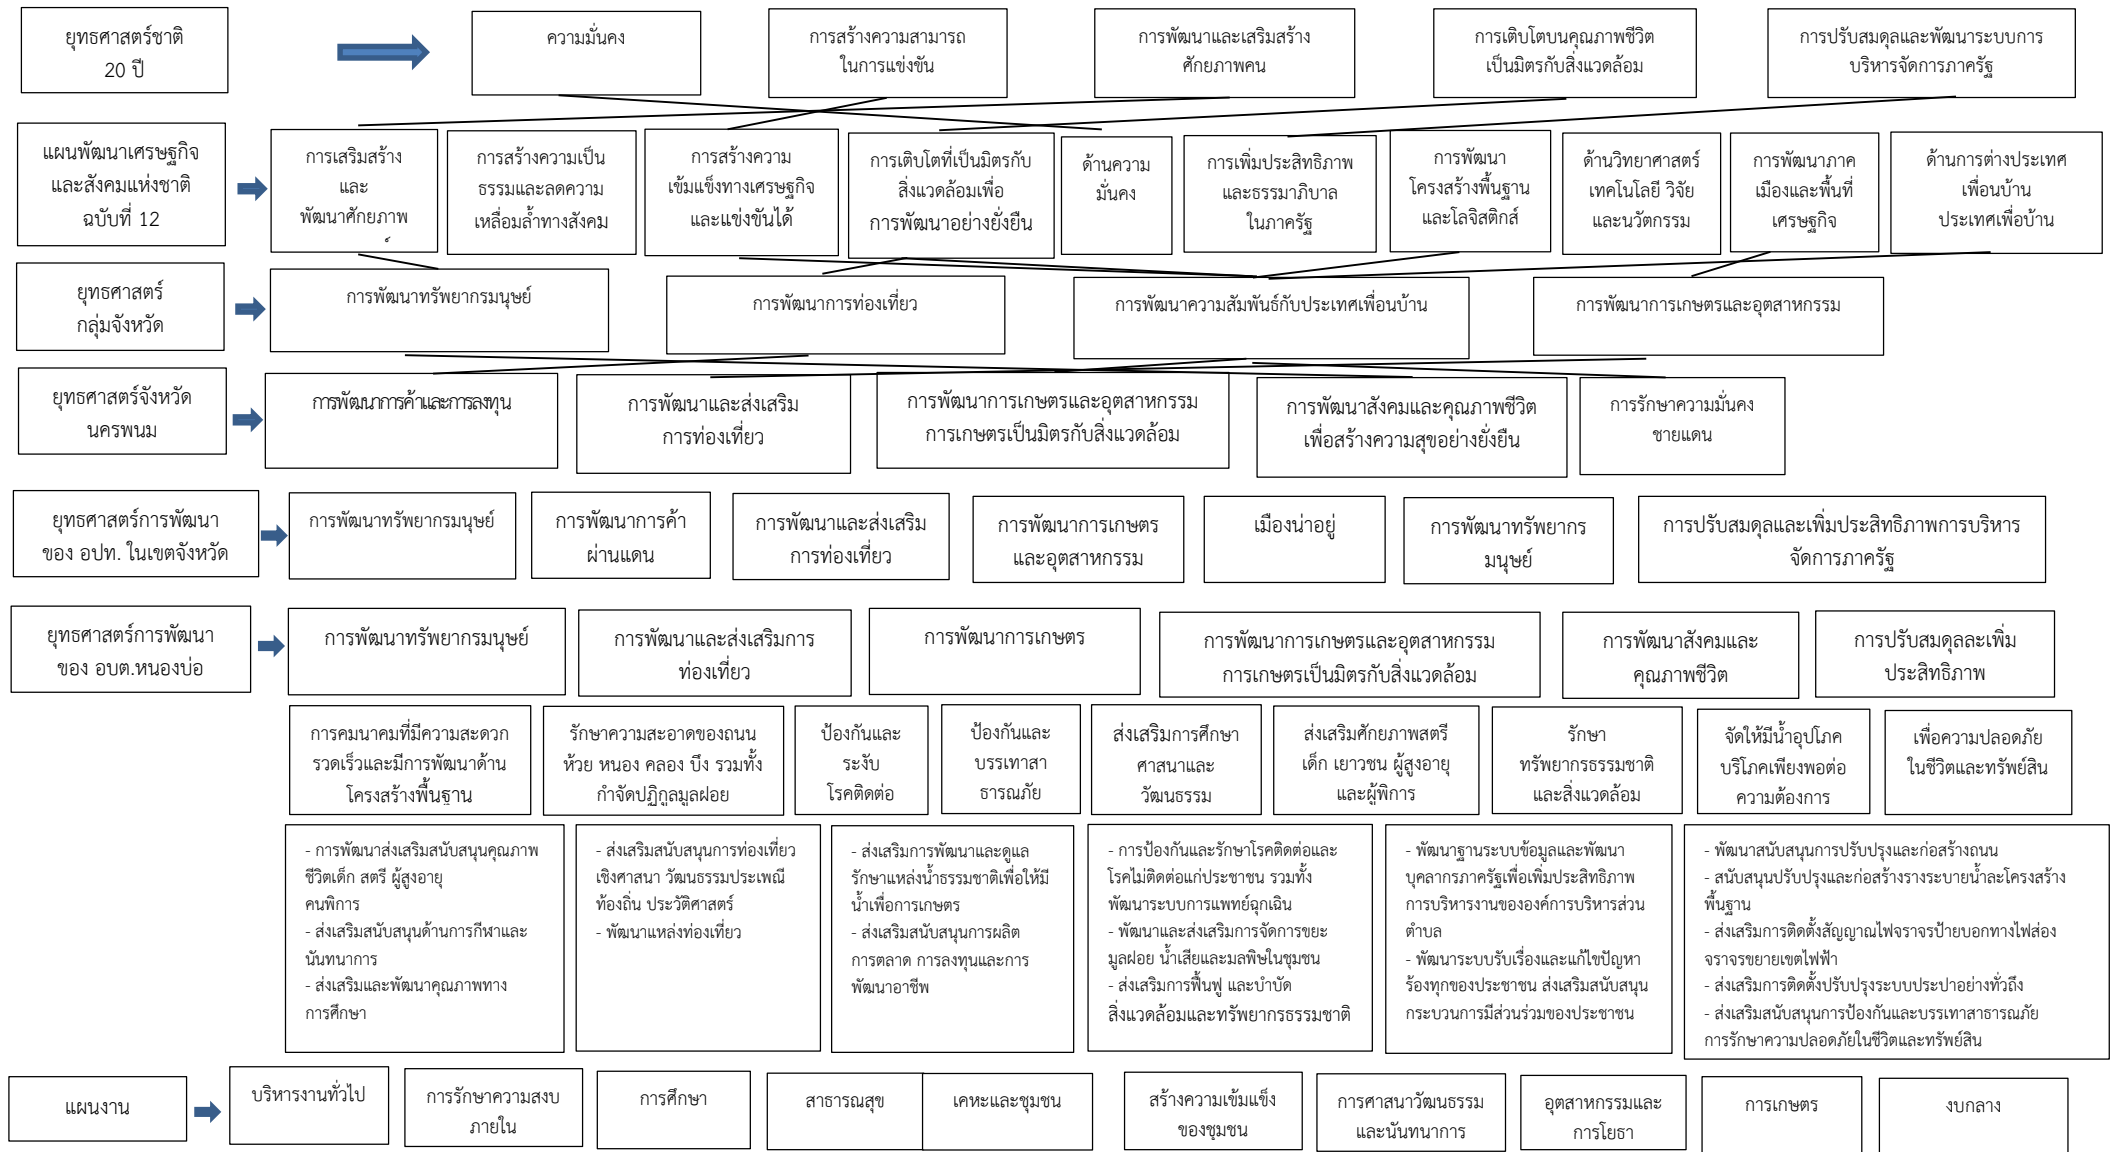 ยุทธศาสตร์ชาติ
20 ปี
ความมั่นคง
การสร้างความสามารถ
ในการแข่งขัน
การพัฒนาและเสริมสร้าง
ศักยภาพคน
การเติบโตบนคุณภาพชีวิต
เป็นมิตรกับสิ่งแวดล้อม
การปรับสมดุลและพัฒนาระบบการ
บริหารจัดการภาครัฐ
แผนพัฒนาเศรษฐกิจ
และสังคมแห่งชาติ
ฉบับที่ 12
การเสริมสร้าง
และ
พัฒนาศักยภาพ
การสร้างความเป็น
ธรรมและลดความ
เหลื่อมล้ำทางสังคม
การสร้างความ
เข้มแข็งทางเศรษฐกิจ
และแข่งขันได้
การเติบโตที่เป็นมิตรกับ
สิ่งแวดล้อมเพื่อ
การพัฒนาอย่างยั่งยืน
ด้านความ
มั่นคง
การเพิ่มประสิทธิภาพ
และธรรมาภิบาล
ในภาครัฐ
การพัฒนา
โครงสร้างพื้นฐาน
และโลจิสติกส์
ด้านวิทยาศาสตร์
เทคโนโลยี วิจัย
และนวัตกรรม
การพัฒนาภาค
เมืองและพื้นที่
เศรษฐกิจ
ด้านการต่างประเทศ
เพื่อนบ้าน
ประเทศเพื่อบ้าน
ยุทธศาสตร์
กลุ่มจังหวัด
การพัฒนาทรัพยากรมนุษย์
การพัฒนาการท่องเที่ยว
การพัฒนาความสัมพันธ์กับประเทศเพื่อนบ้าน
การพัฒนาการเกษตรและอุตสาหกรรม
ยุทธศาสตร์จังหวัด
นครพนม
การพัฒนาการค้าและการลงทุน
การพัฒนาและส่งเสริม
การท่องเที่ยว
การพัฒนาการเกษตรและอุตสาหกรรม
การเกษตรเป็นมิตรกับสิ่งแวดล้อม
การพัฒนาสังคมและคุณภาพชีวิต
เพื่อสร้างความสุขอย่างยั่งยืน
การรักษาความมั่นคง
ชายแดน
ยุทธศาสตร์การพัฒนา
ของ อปท. ในเขตจังหวัด
การพัฒนาทรัพยากรมนุษย์
การพัฒนาการค้า
ผ่านแดน
การพัฒนาและส่งเสริม
การท่องเที่ยว
การพัฒนาการเกษตร
และอุตสาหกรรม
เมืองน่าอยู่
การพัฒนาทรัพยากร
มนุษย์
การปรับสมดุลและเพิ่มประสิทธิภาพการบริหาร
จัดการภาครัฐ
ยุทธศาสตร์การพัฒนา
ของ อบต.หนองบ่อ
การพัฒนาทรัพยากรมนุษย์
การพัฒนาและส่งเสริมการ
ท่องเที่ยว
การพัฒนาการเกษตร
การพัฒนาการเกษตรและอุตสาหกรรม
การเกษตรเป็นมิตรกับสิ่งแวดล้อม
การพัฒนาสังคมและ
คุณภาพชีวิต
การปรับสมดุลละเพิ่ม
ประสิทธิภาพ
การคมนาคมที่มีความสะดวก
รวดเร็วและมีการพัฒนาด้าน
โครงสร้างพื้นฐาน
รักษาความสะอาดของถนน
ห้วย หนอง คลอง บึง รวมทั้ง
กำจัดปฏิกูลมูลฝอย
ป้องกันและ
ระงับ
โรคติดต่อ
ป้องกันและ
บรรเทาสา
ธารณภัย
ส่งเสริมการศึกษา
ศาสนาและ
วัฒนธรรม
ส่งเสริมศักยภาพสตรี
เด็ก เยาวชน ผู้สูงอายุ
และผู้พิการ
รักษา
ทรัพยากรธรรมชาติ
และสิ่งแวดล้อม
จัดให้มีน้ำอุปโภค
บริโภคเพียงพอต่อ
ความต้องการ
เพื่อความปลอดภัย
ในชีวิตและทรัพย์สิน
- การพัฒนาส่งเสริมสนับสนุนคุณภาพ
ชีวิตเด็ก สตรี ผู้สูงอายุ
คนพิการ
- ส่งเสริมสนับสนุนด้านการกีฬาและ
นันทนาการ
- ส่งเสริมและพัฒนาคุณภาพทาง
การศึกษา
- ส่งเสริมสนับสนุนการท่องเที่ยว
เชิงศาสนา วัฒนธรรมประเพณี
ท้องถิ่น ประวัติศาสตร์
- พัฒนาแหล่งท่องเที่ยว
- ส่งเสริมการพัฒนาและดูแล
รักษาแหล่งน้ำธรรมชาติเพื่อให้มี
น้ำเพื่อการเกษตร
- ส่งเสริมสนับสนุนการผลิต
การตลาด การลงทุนและการ
พัฒนาอาชีพ
- การป้องกันและรักษาโรคติดต่อและ
โรคไม่ติดต่อแก่ประชาชน รวมทั้ง
พัฒนาระบบการแพทย์ฉุกเฉิน
- พัฒนาและส่งเสริมการจัดการขยะ
มูลฝอย น้ำเสียและมลพิษในชุมชน
- ส่งเสริมการฟื้นฟู และบำบัด
สิ่งแวดล้อมและทรัพยากรธรรมชาติ
- พัฒนาฐานระบบข้อมูลและพัฒนา
บุคลากรภาครัฐเพื่อเพิ่มประสิทธิภาพ
การบริหารงานขององค์การบริหารส่วน
ตำบล
- พัฒนาระบบรับเรื่องและแก้ไขปัญหา
ร้องทุกของประชาชน ส่งเสริมสนับสนุน
กระบวนการมีส่วนร่วมของประชาชน
- พัฒนาสนับสนุนการปรับปรุงและก่อสร้างถนน
- สนับสนุนปรับปรุงและก่อสร้างรางระบายน้ำละโครงสร้าง
พื้นฐาน
- ส่งเสริมการติดตั้งสัญญาณไฟจราจรป้ายบอกทางไฟส่อง
จราจรขยายเขตไฟฟ้า
- ส่งเสริมการติดตั้งปรับปรุงระบบประปาอย่างทั่วถึง
- ส่งเสริมสนับสนุนการป้องกันและบรรเทาสาธารณภัย
การรักษาความปลอดภัยในชีวิตและทรัพย์สิน
แผนงาน
บริหารงานทั่วไป
การรักษาความสงบ
ภายใน
การศึกษา
สาธารณสุข
เคหะและชุมชน
สร้างความเข้มแข็ง
ของชุมชน
การศาสนาวัฒนธรรม
และนันทนาการ
อุตสาหกรรมและ
การโยธา
การเกษตร
งบกลาง